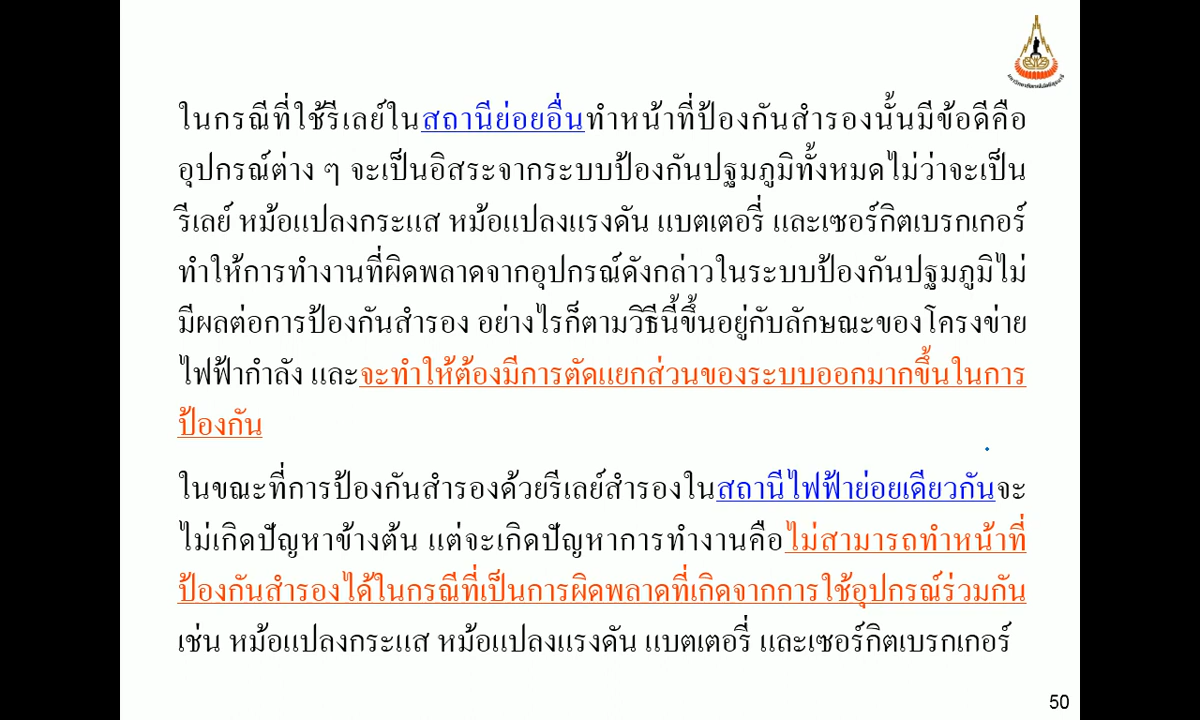 ในกรณีที่ใช้รีเลย์ในสถานีย่อยอื่นทำหน้าที่ป้องกันสำรองนั้นมีข้อดีคือ
อุปกรณ์ต่าง ๆ จะเป็นอิสระจากระบบป้องกันปฐมภูมิทั้งหมดไม่ว่าจะเป็น
รีเลย์ หม้อแปลงกระแส หม้อแปลงแรงดัน แบตเตอรี่ และเซอร์กิตเบรกเกอร์
ทำให้การทำงานที่ผิดพลาดจากอุปกรณ์ดังกล่าวในระบบป้องกันปฐมภูมิไม่
มีผลต่อการป้องกันสำรอง อย่างไรก็ตามวิธีนี้ขึ้นอยู่กับลักษณะของโครงข่าย
ไฟฟ้ากำลัง และจะทำให้ต้องมีการตัดแยกส่วนของระบบออกมากขึ้นในการ
ป้องกัน
ในขณะที่การป้องกันสำรองด้วยรีเลย์สำรองในสถานีไฟฟ้าย่อยเดียวกันจะ
ไม่เกิดปัญหาข้างต้น แต่จะเกิดปัญหาการทำงานคือไม่สามารถทำหน้าที่
ป้องกันสำรองได้ในกรณีที่เป็นการผิดพลาดที่เกิดจากการใช้อุปกรณ์ร่วมกัน
เช่น หม้อแปลงกระแส หม้อแปลงแรงดัน แบตเตอรี่ และเซอร์กิตเบรกเกอร์
50